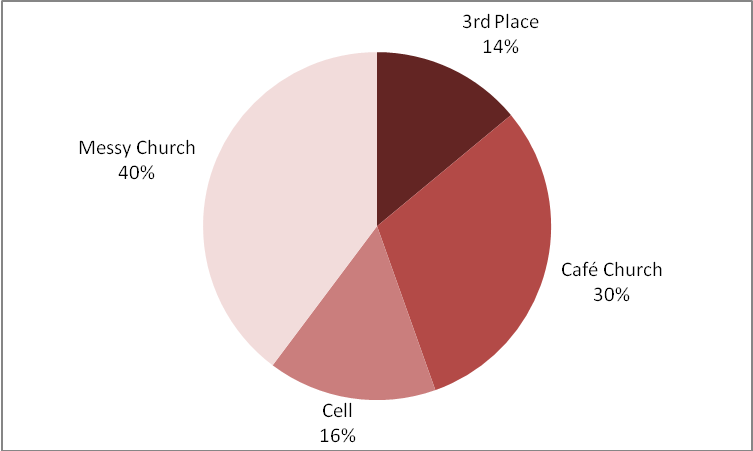 3rd Place
14%
Messy Church
40%
Café Church
30%
Cell
16%